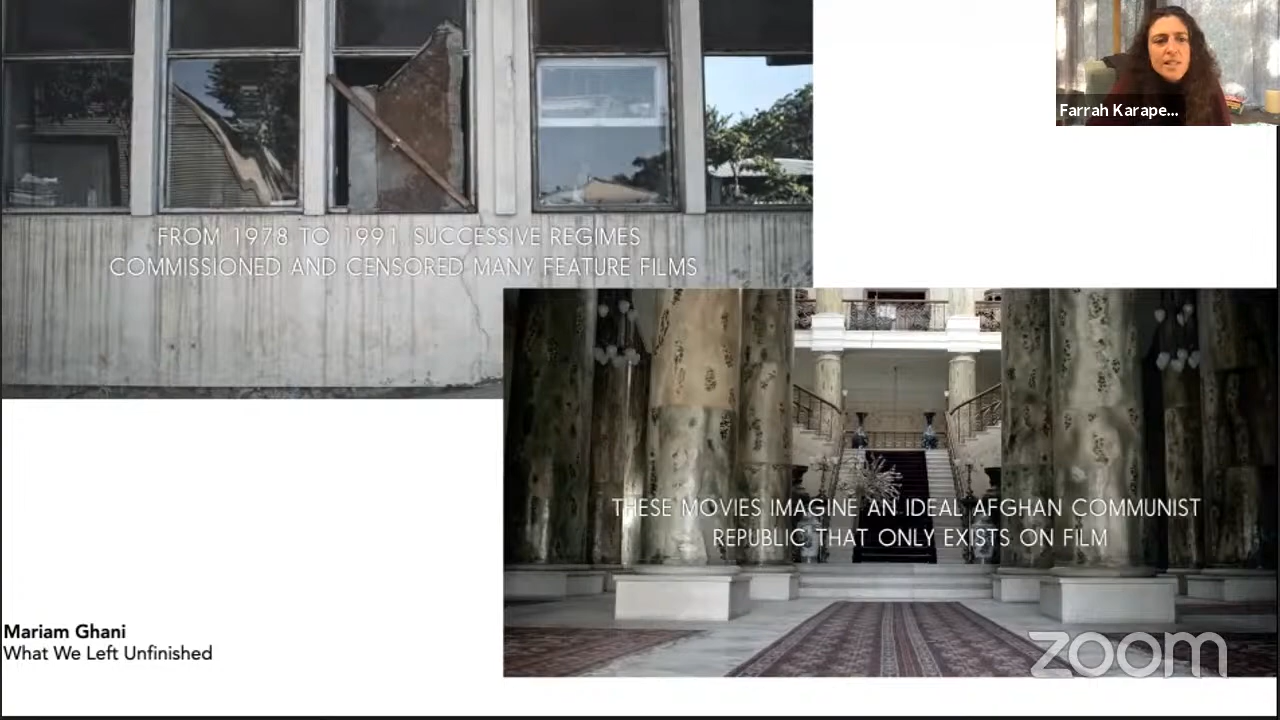 Farrah Karape...
FROM 1978 TO 1991, SUCCESSIVE REGIMES
COMMISSIONED AND CENSORED MANY FEATURE FILMS
THESE MOVIES IMAGINE AN IDEAL AFGHAN COMMUNIST
REPUBLIC THAT ONLY EXISTS ON FILM
Mariam Ghani
What We Left Unfinished
zoom